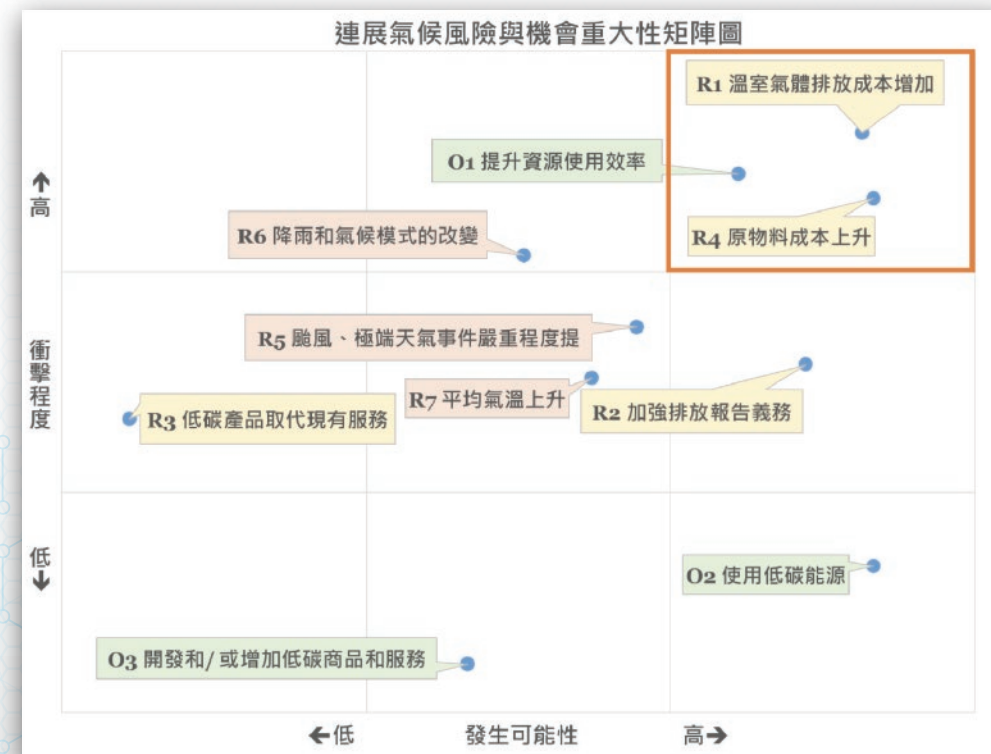 連展氣候風險與機會重大性矩陣圖
R1 溫室氣體排放成本增加
O1 提升資源使用效率
↑
高
R6 降雨和氣候模式的改變
R4 原物料成本上升
R5 颱風、極端天氣事件嚴重程度提
衝擊程度
R7 平均氣溫上升
R2 加強排放報告義務
R3 低碳產品取代現有服務
低
↓
O2 使用低碳能源
O3 開發和/ 或增加低碳商品和服務
←低
發生可能性
高→